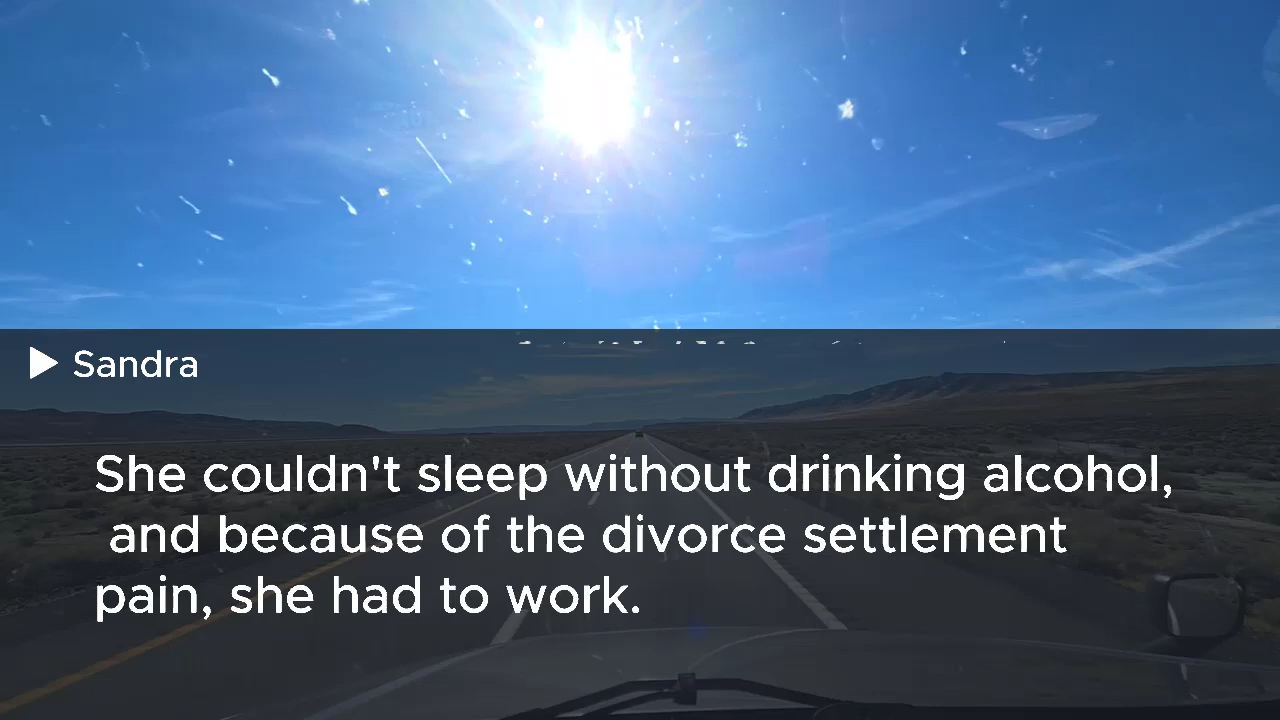 Sandra
She couldn't sleep without drinking alcohol,
and because of the divorce settlement
pain, she had to work.